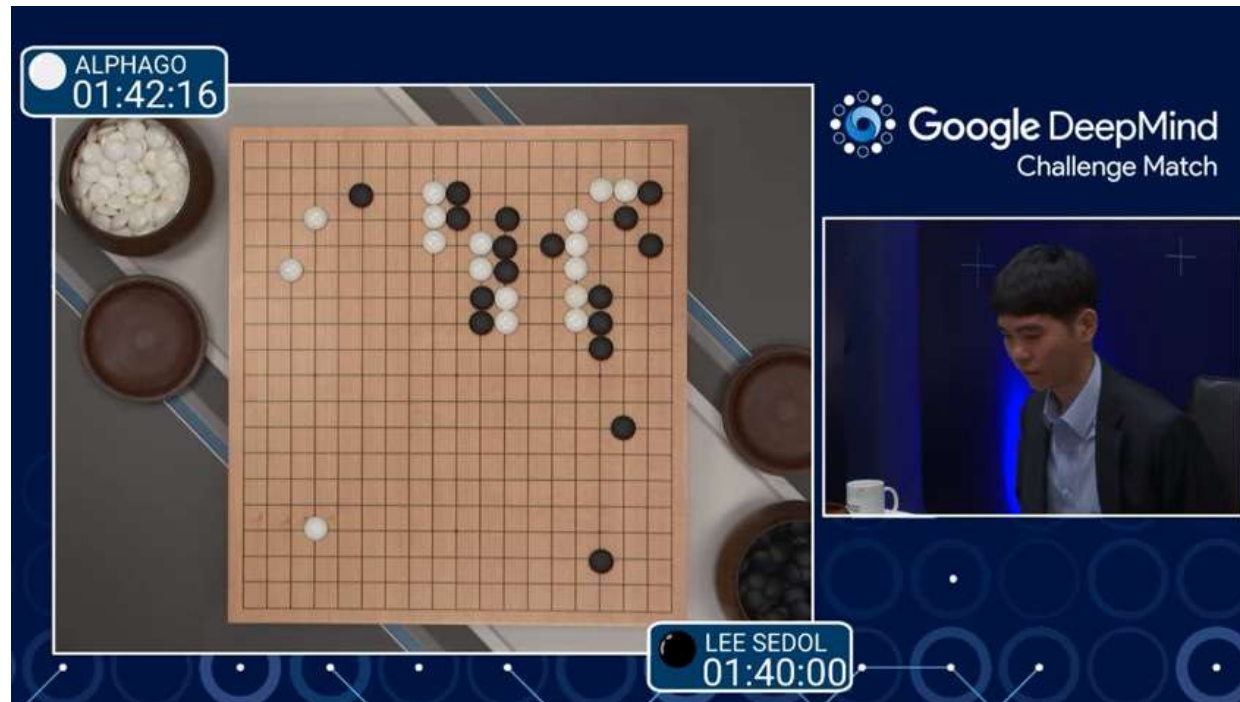 ALPHAGO
01:42:16
Google DeepMind
Challenge Match
LEE SEDOL
01:40:00